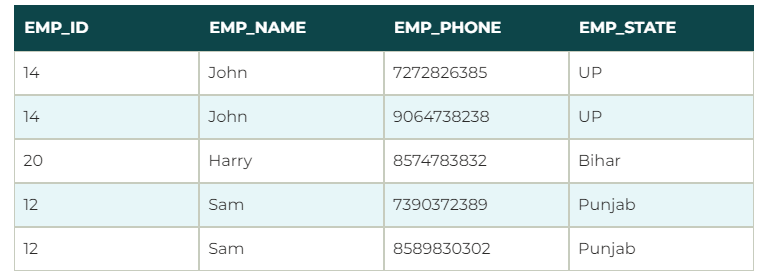 EMP_ID EMP_NAME EMP_PHONE EMP_STATE
14 John 7272826385 UP
14 John 9064738238 UP
20 Harry 8574783832 Bihar
12 Sam 7390372389 Punjab
12 Sam 8589830302 Punjab